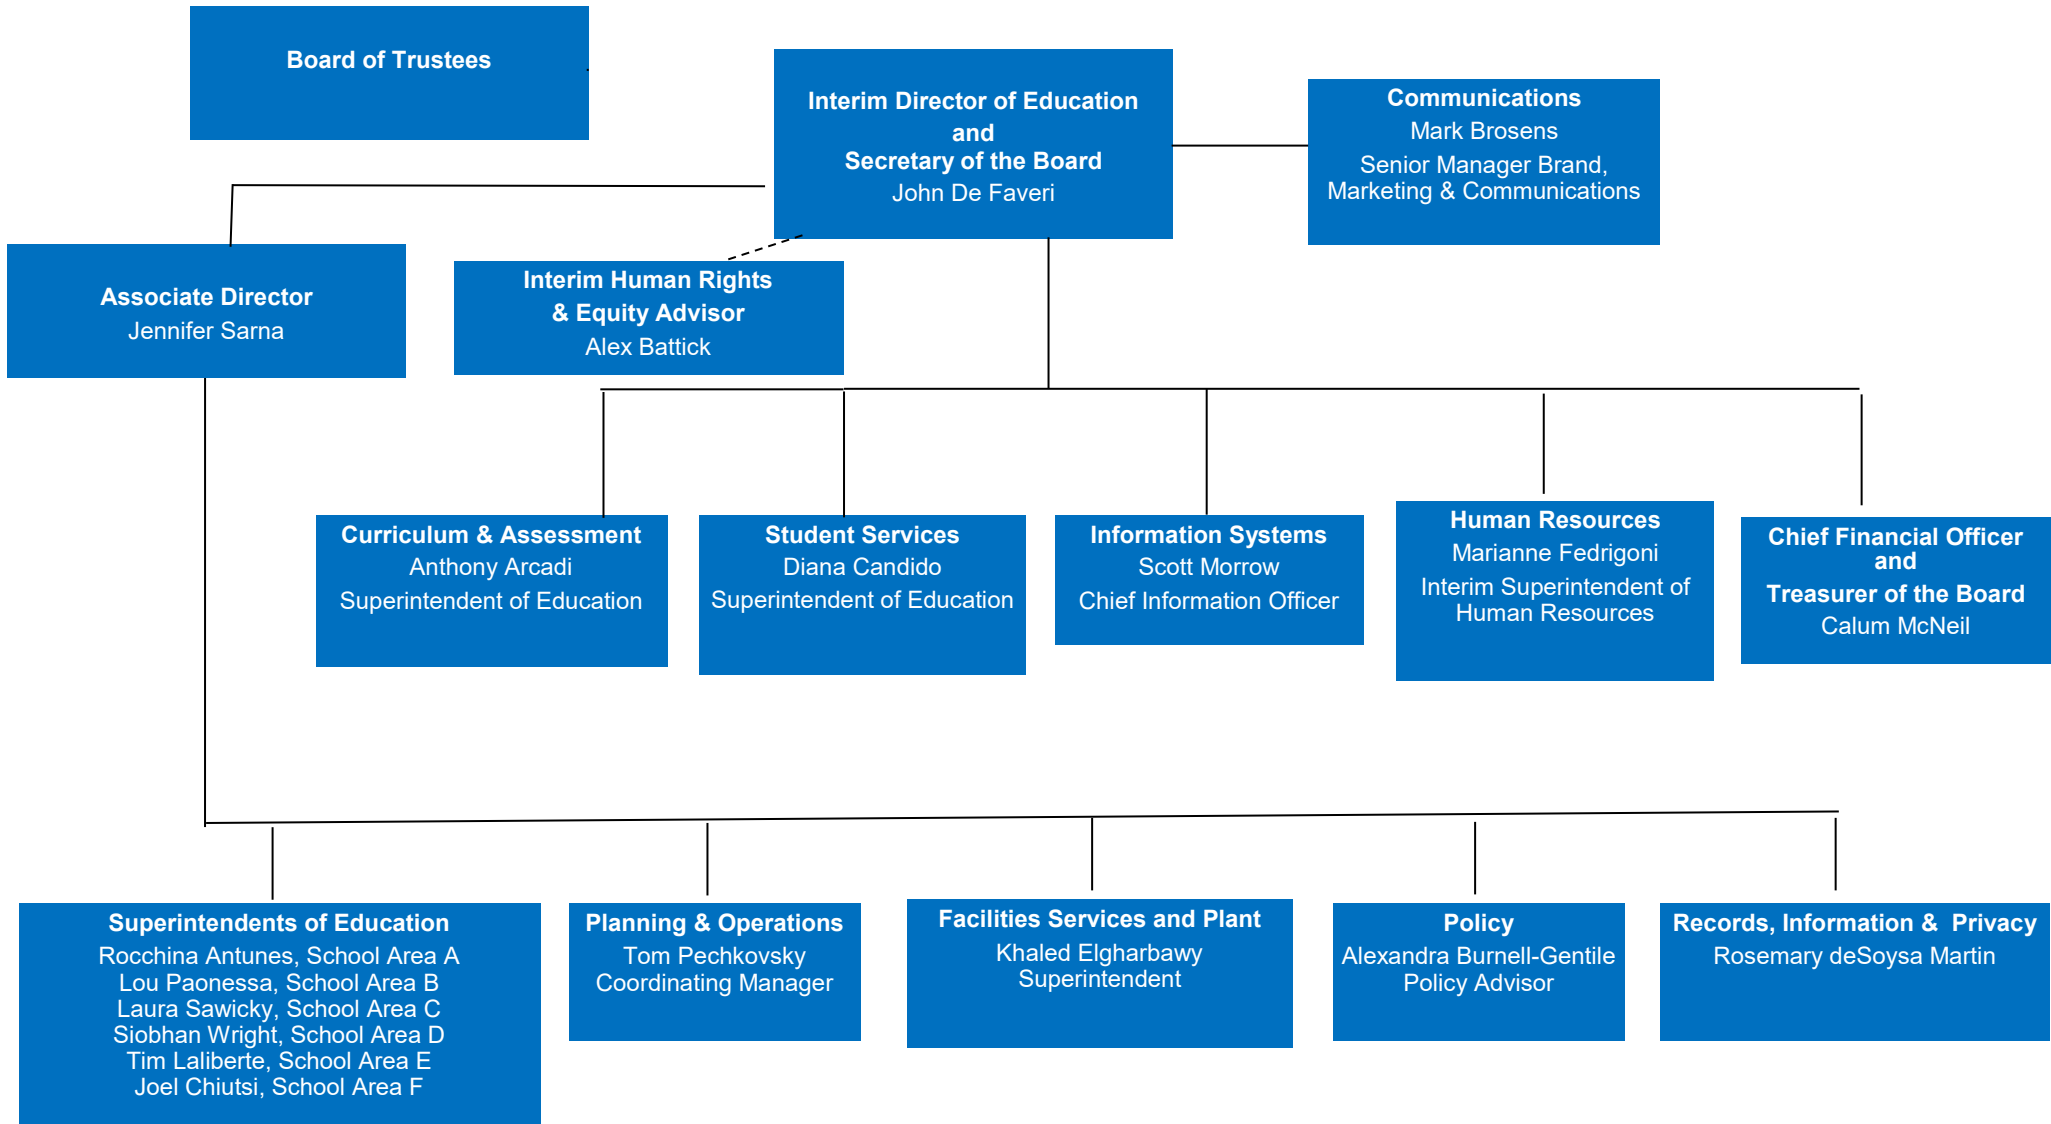 Board of Trustees
Interim Director of Education
and
Secretary of the Board
John De Faveri
Communications
Mark Brosens
Senior Manager Brand,
Marketing & Communications
Associate Director
Jennifer Sarna
Interim Human Rights
& Equity Advisor
Alex Battick
Curriculum & Assessment
Anthony Arcadi
Superintendent of Education
Student Services
Diana Candido
Superintendent of Education
Information Systems
Scott Morrow
Chief Information Officer
Human Resources
Marianne Fedrigoni
Interim Superintendent of
Human Resources
Chief Financial Officer
and
Treasurer of the Board
Calum McNeil
Superintendents of Education
Rocchina Antunes, School Area A
Lou Paonessa, School Area B
Laura Sawicky, School Area C
Siobhan Wright, School Area D
Tim Laliberte, School Area E
Joel Chiutsi, School Area F
Planning & Operations
Tom Pechkovsky
Coordinating Manager
Facilities Services and Plant
Khaled Elgharbawy
Superintendent
Policy
Alexandra Burnell-Gentile
Policy Advisor
Records, Information & Privacy
Rosemary deSoysa Martin